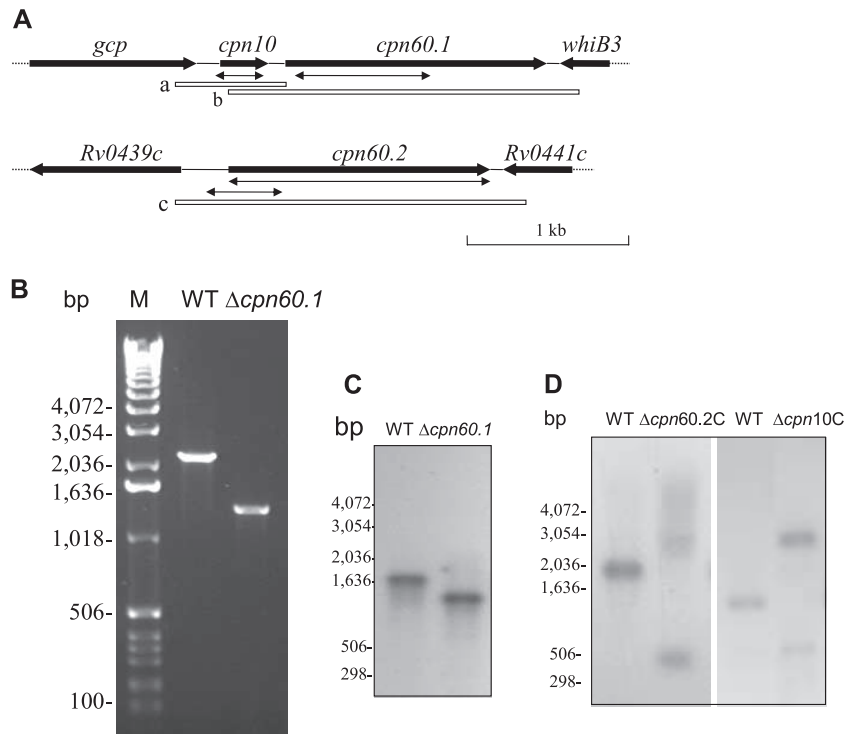 A
gcp cpn10 cpn60.1 whiB3
a
b
Rv0439c cpn60.2 Rv0441c
c
1 kb
B
bp M WT Δcpn60.1
4,072-
3,054-
2,036-
1,636-
1,018-
506-
100-
C
bp WT Δcpn60.1
4,072-
3,054-
2,036-
1,636-
506-
298-
D
bp WT Δcpn60.2C WT Δcpn10C
4,072-
3,054-
2,036-
1,636-
506-
298-